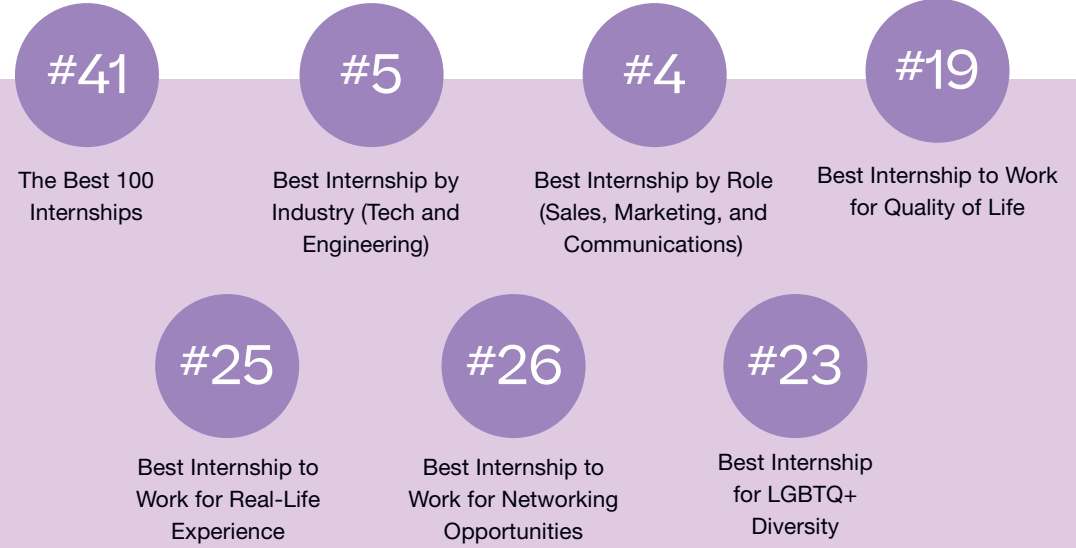 #41
The Best 100
Internships
#5
Best Internship by
Industry (Tech and
Engineering)
#4
Best Internship by Role
(Sales, Marketing, and
Communications)
#19
Best Internship to Work
for Quality of Life
#25
Best Internship to
Work for Real-Life
Experience
#26
Best Internship to
Work for Networking
Opportunities
#23
Best Internship
for LGBTQ+
Diversity